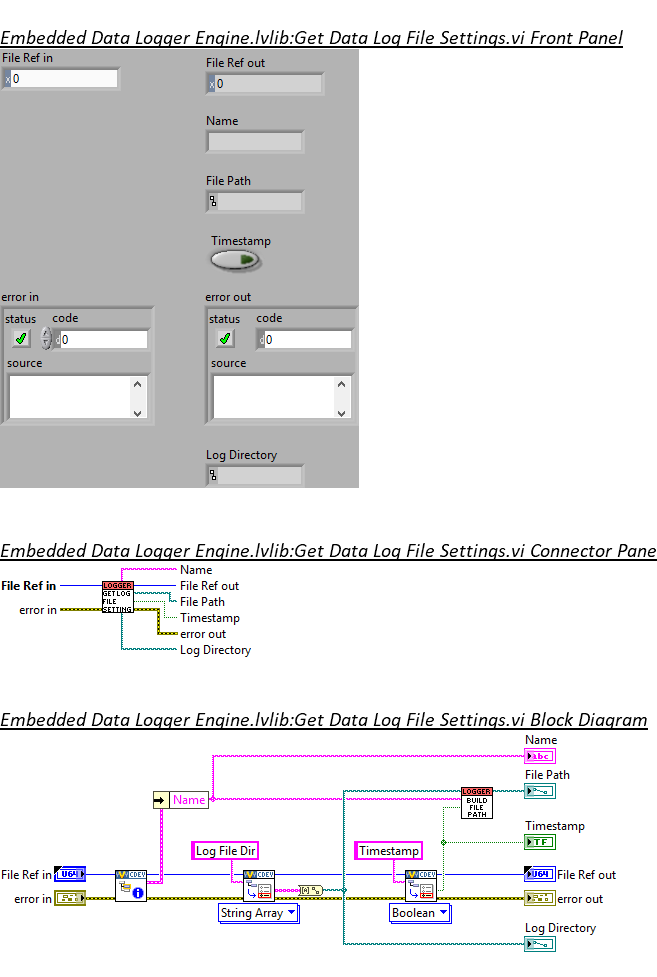 Embedded Data Logger Engine.lvlib:Get Data Log File Settings.vi Front Panel
File Ref in
File Ref out
x 0
x 0
Name
File Path
Timestamp
error in
error out
status code
status code
d 0
d 0
source
source
Log Directory
Embedded Data Logger Engine.lvlib:Get Data Log File Settings.vi Connector Pane
Name
File Ref in
LOGGER
File Ref out
GET LOG
File Path
FILE
error in
SETTING
Timestamp
error out
Log Directory
Embedded Data Logger Engine.lvlib:Get Data Log File Settings.vi Block Diagram
Name
abc
File Path
Name
LOGGER
BUILD
FILE
PATH
Timestamp
TF
Log File Dir
Timestamp
File Ref in
U64
CDEV
CDEV
CDEV
U64
File Ref out
error in
error out
String Array
Boolean
Log Directory